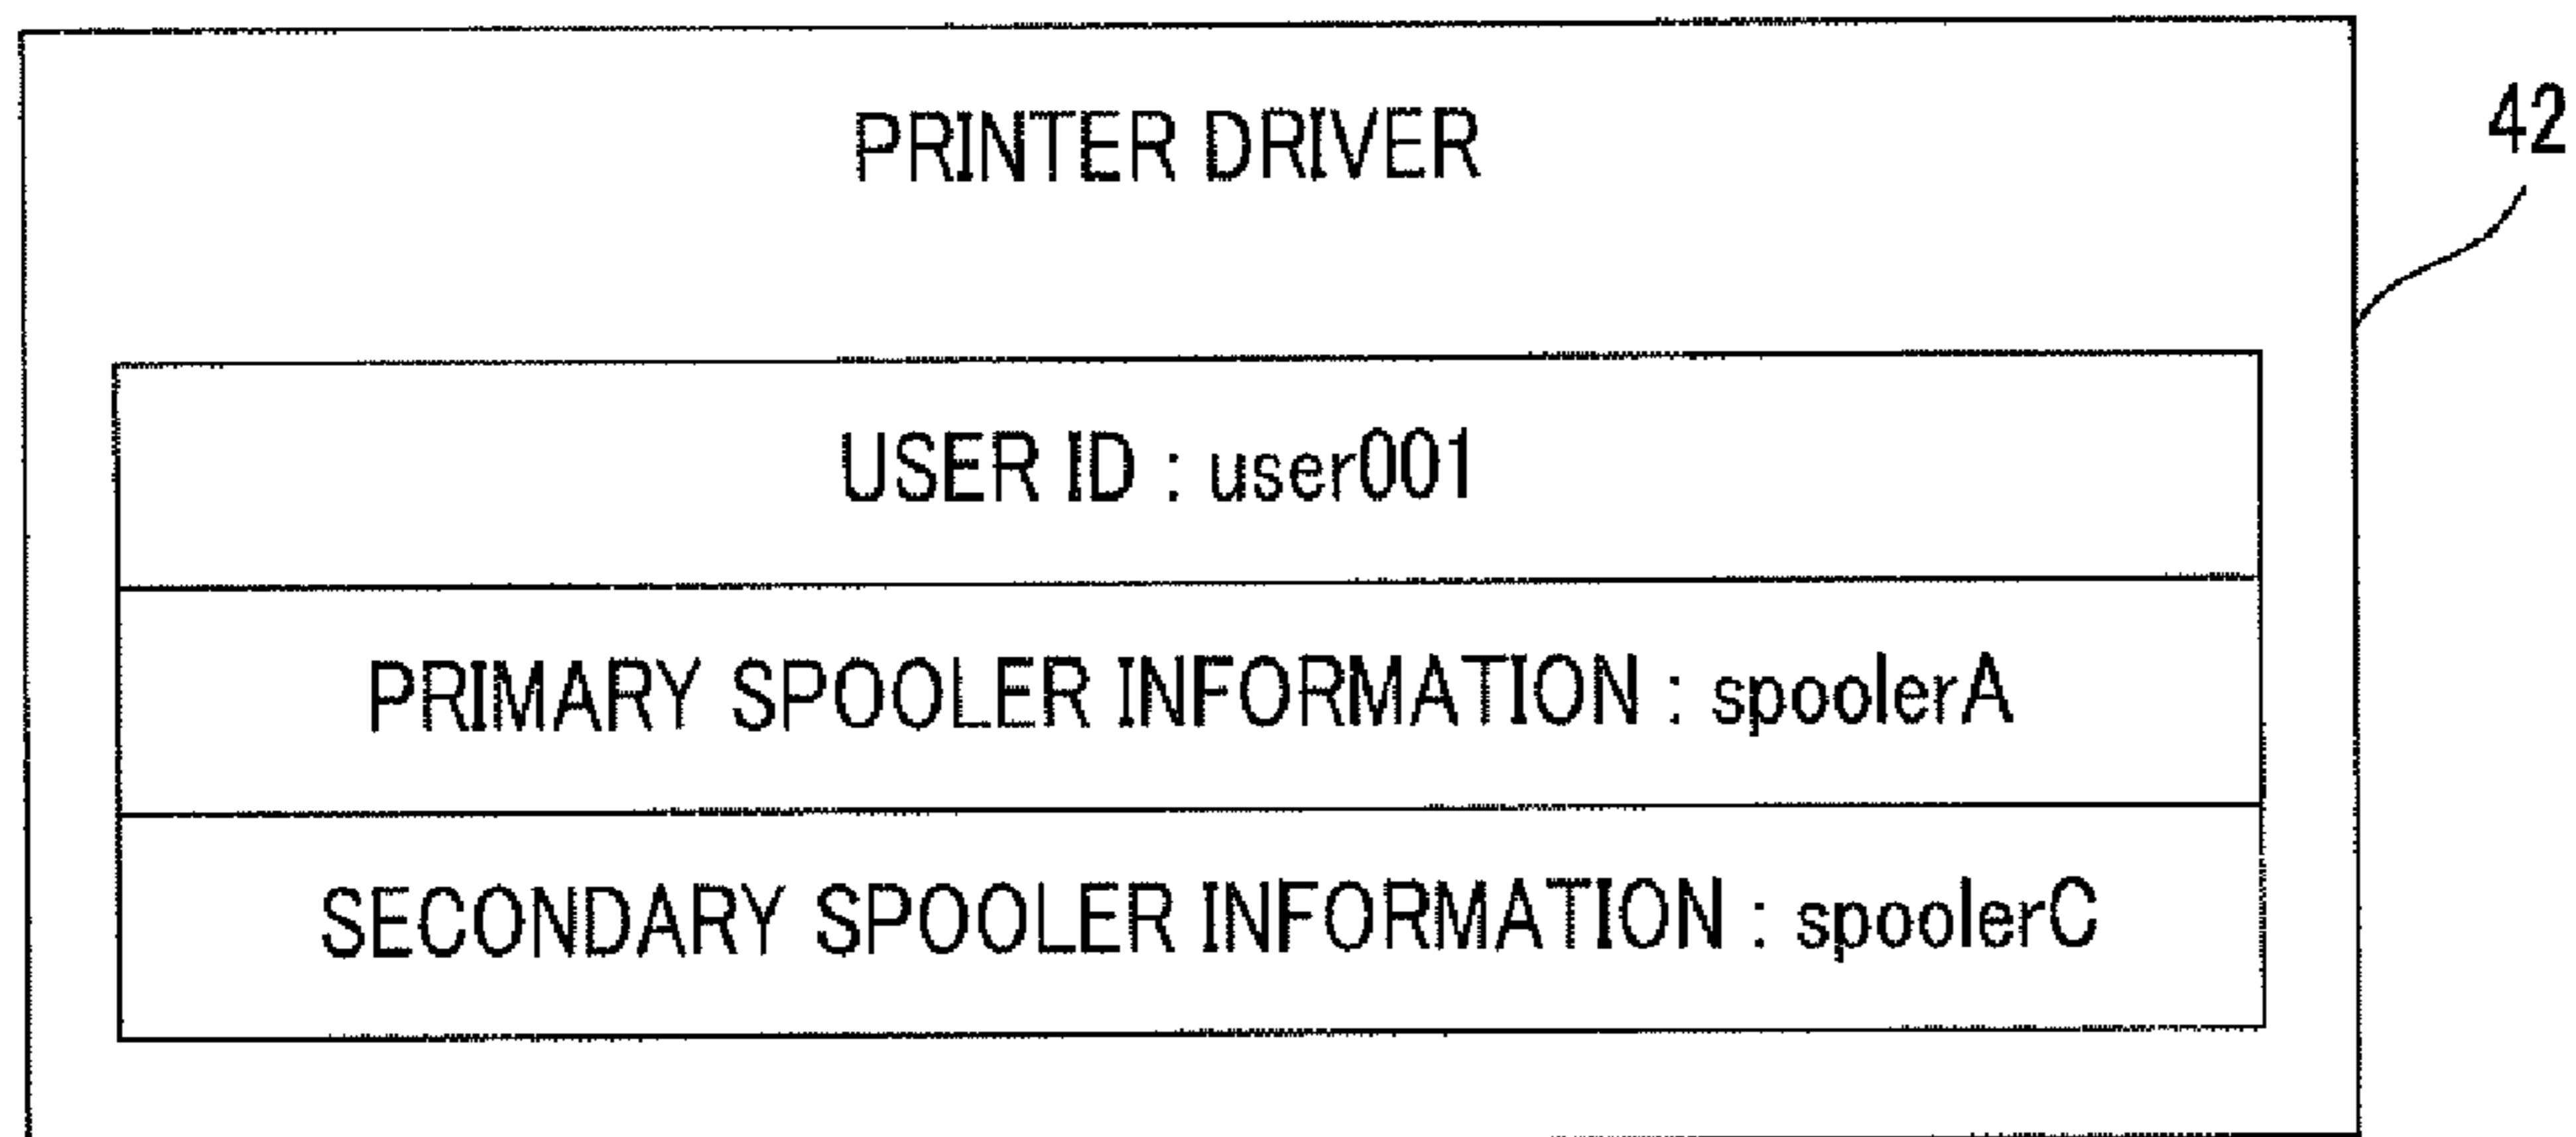 PRINTER DRIVER
42
USER ID : user001
PRIMARY SPOOLER INFORMATION : spoolerA
SECONDARY SPOOLER INFORMATION : spoolerC